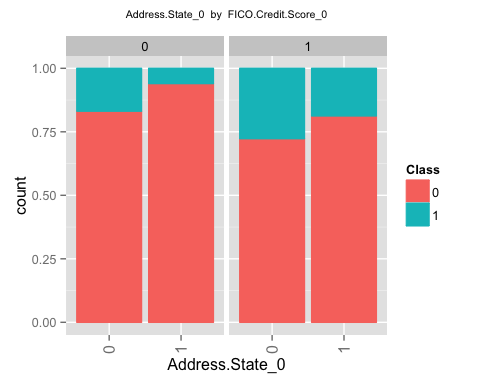 Address.State_0 by FICO.Credit.Score_0
0 1
1.00
0.75
0.50
0.25
0.00
count
0 1 0 1
Address.State_0
Class
0
1